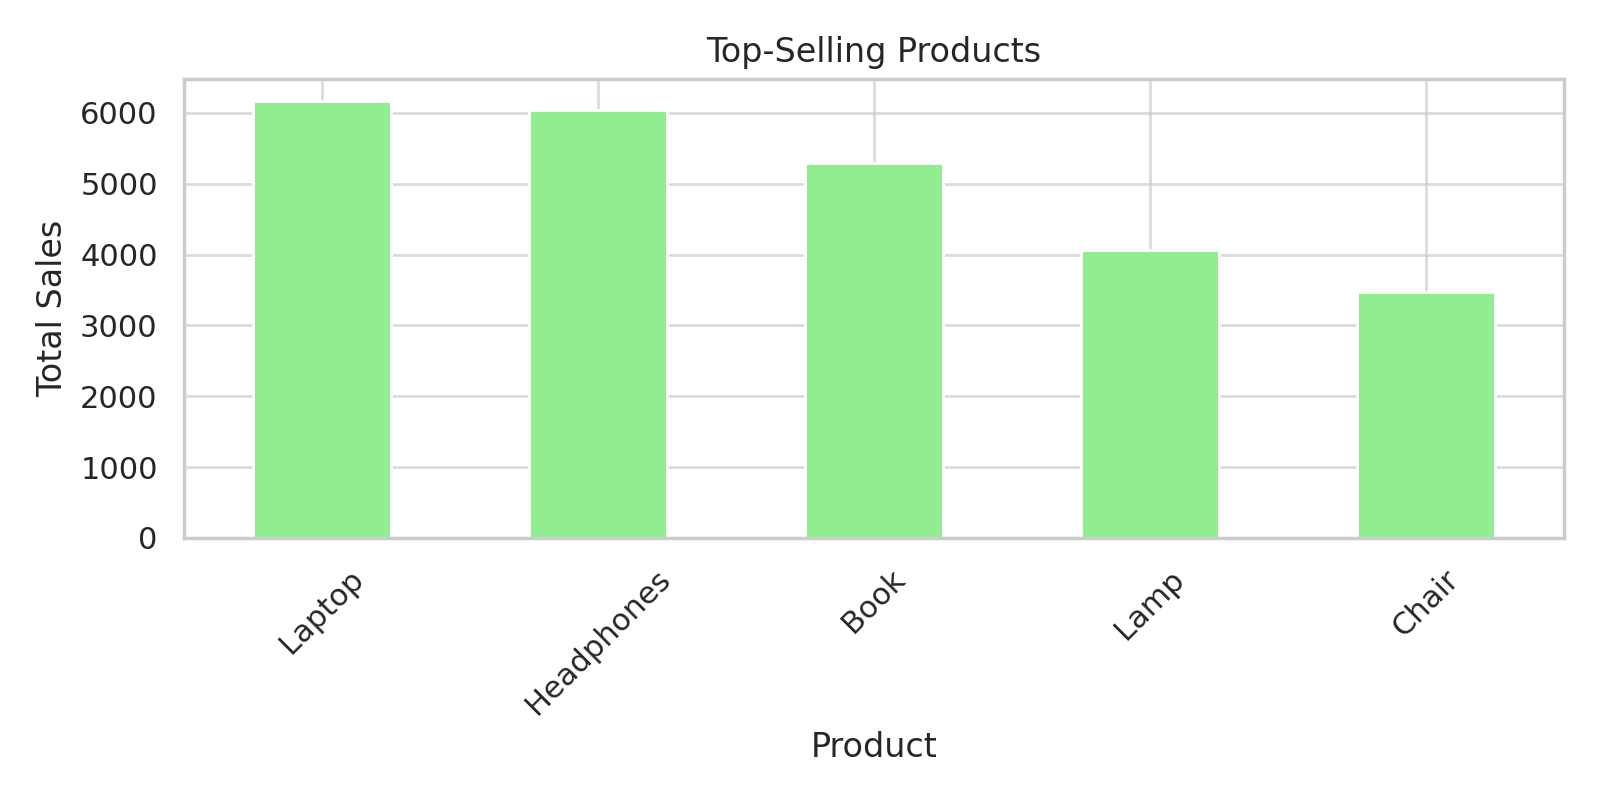 Top-Selling Products
Total Sales
6000
5000
4000
3000
2000
1000
0
Laptop
Headphones
Book
Lamp
Chair
Product